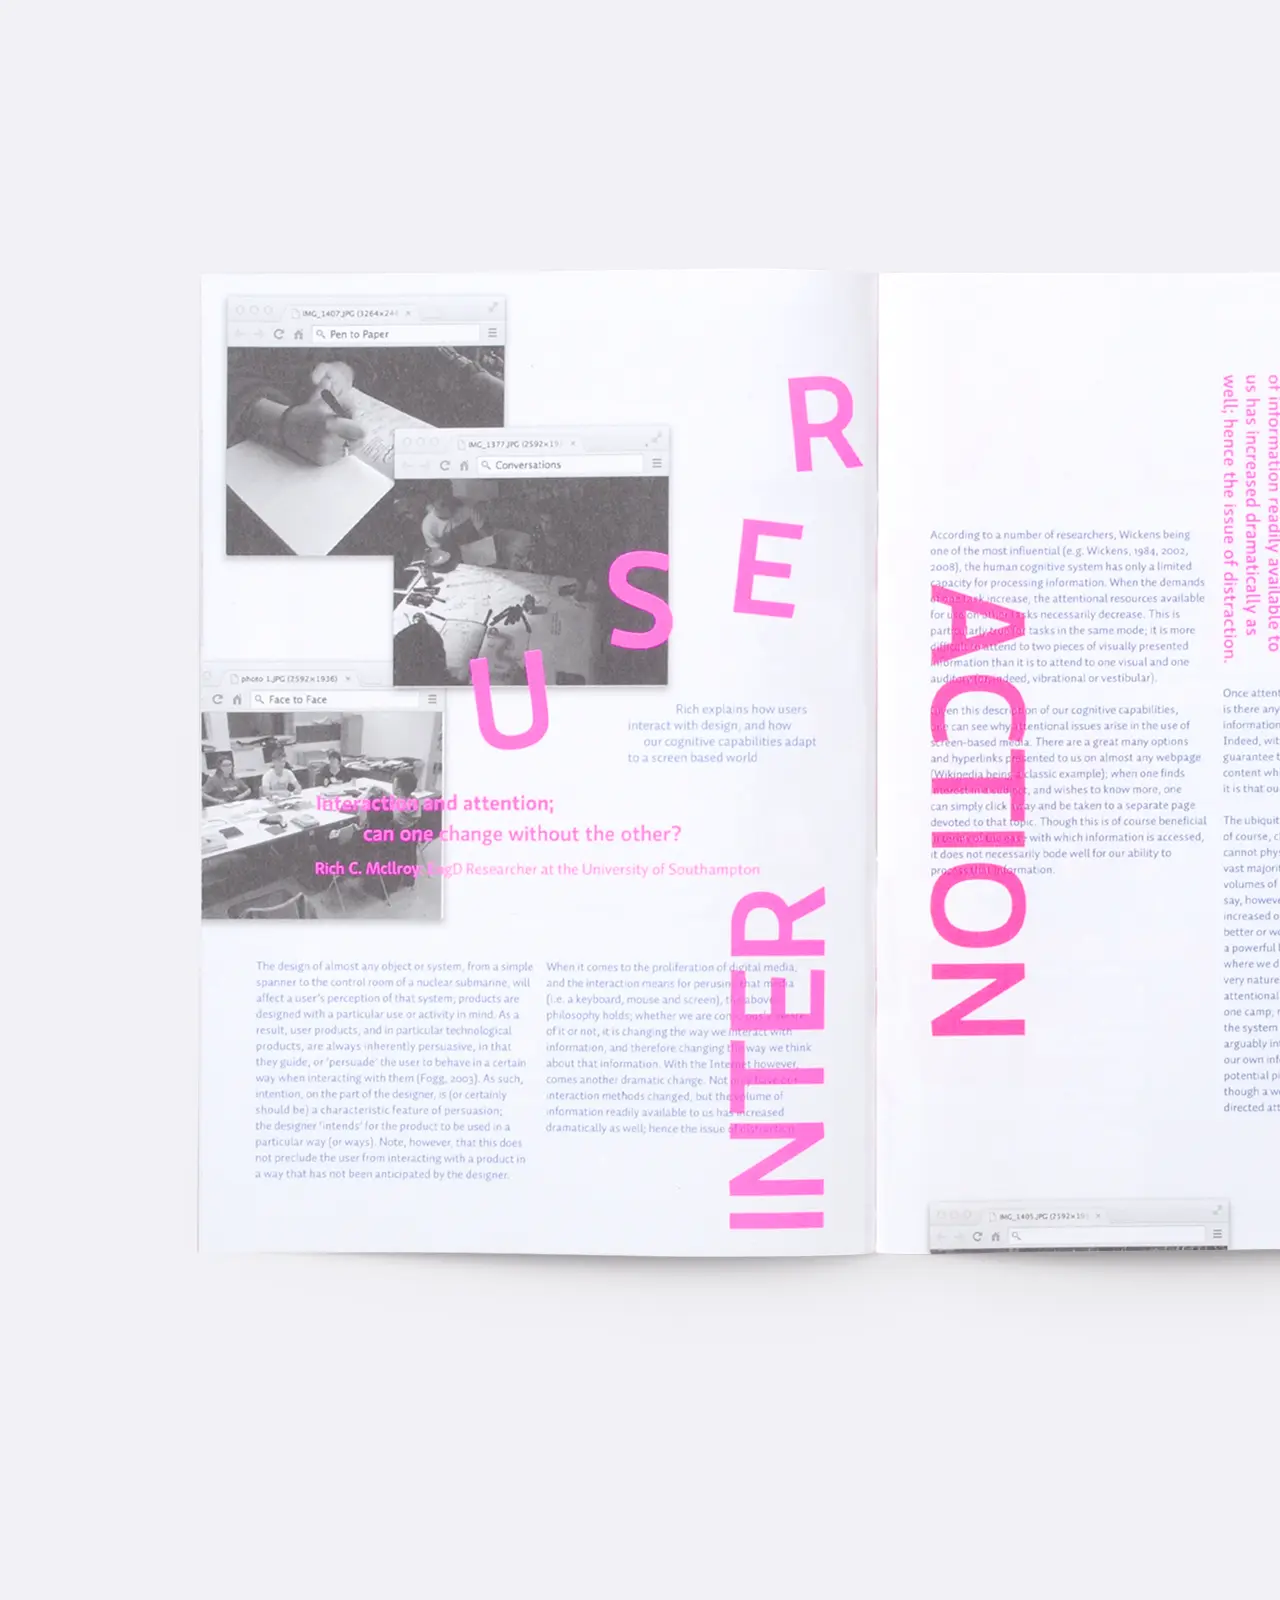 IMG_1407.JPG (3264×244
Pen to Paper
IMG_1377.JPG (2592×19
Conversations
photo 1.JPG (2592×1936)
Face to Face
U
S
E
R
Rich explains how users
interact with design, and how
our cognitive capabilities adapt
to a screen based world
Interaction and attention;
can one change without the other?
Rich C. McIlroy, EngD Researcher at the University of Southampton
INTER
The design of almost any object or system, from a simple
spanner to the control room of a nuclear submarine, will
affect a user's perception of that system; products are
designed with a particular use or activity in mind. As a
result, user products, and in particular technological
products, are always inherently persuasive, in that
they guide, or 'persuade' the user to behave in a certain
way when interacting with them (Fogg, 2003). As such,
intention, on the part of the designer, is (or certainly
should be) a characteristic feature of persuasion;
the designer 'intends' for the product to be used in a
particular way (or ways). Note, however, that this does
not preclude the user from interacting with a product in
a way that has not been anticipated by the designer.
When it comes to the proliferation of digital media,
and the interaction means for perusing that media
(i.e. a keyboard, mouse and screen), the above
philosophy holds; whether we are consciously aware
of it or not, it is changing the way we interact with
information, and therefore changing the way we think
about that information. With the Internet however,
comes another dramatic change. Not only have our
interaction methods changed, but the volume of
information readily available to us has increased
dramatically as well; hence the issue of distraction.
ACTION
According to a number of researchers, Wickens being
one of the most influential (e.g. Wickens, 1984, 2002,
2008), the human cognitive system has only a limited
capacity for processing information. When the demands
of one task increase, the attentional resources available
for use on other tasks necessarily decrease. This is
particularly true for tasks in the same mode; it is more
difficult to attend to two pieces of visually presented
information than it is to attend to one visual and one
auditory (or indeed, vibrational or vestibular).
Given this description of our cognitive capabilities,
one can see why attentional issues arise in the use of
screen-based media. There are a great many options
and hyperlinks presented to us on almost any webpage
(Wikipedia being a classic example); when one finds
interesting subject, and wishes to know more, one
can simply click away and be taken to a separate page
devoted to that topic. Though this is of course beneficial
in terms of the ease with which information is accessed,
it does not necessarily bode well for our ability to
process that information.
IMG_1405.JPG (2592×19
of information readily available to
us has increased dramatically as
well; hence the issue of distraction.
Once attent
is there any
information
Indeed, wit
guarantee t
content wh
it is that ou
The ubiquit
of course, c
cannot phys
vast majorit
volumes of
say, howeve
increased o
better or wo
a powerful l
where we d
very nature
attentional
one camp, r
the system
arguably int
our own inf
potential pi
though a we
directed att